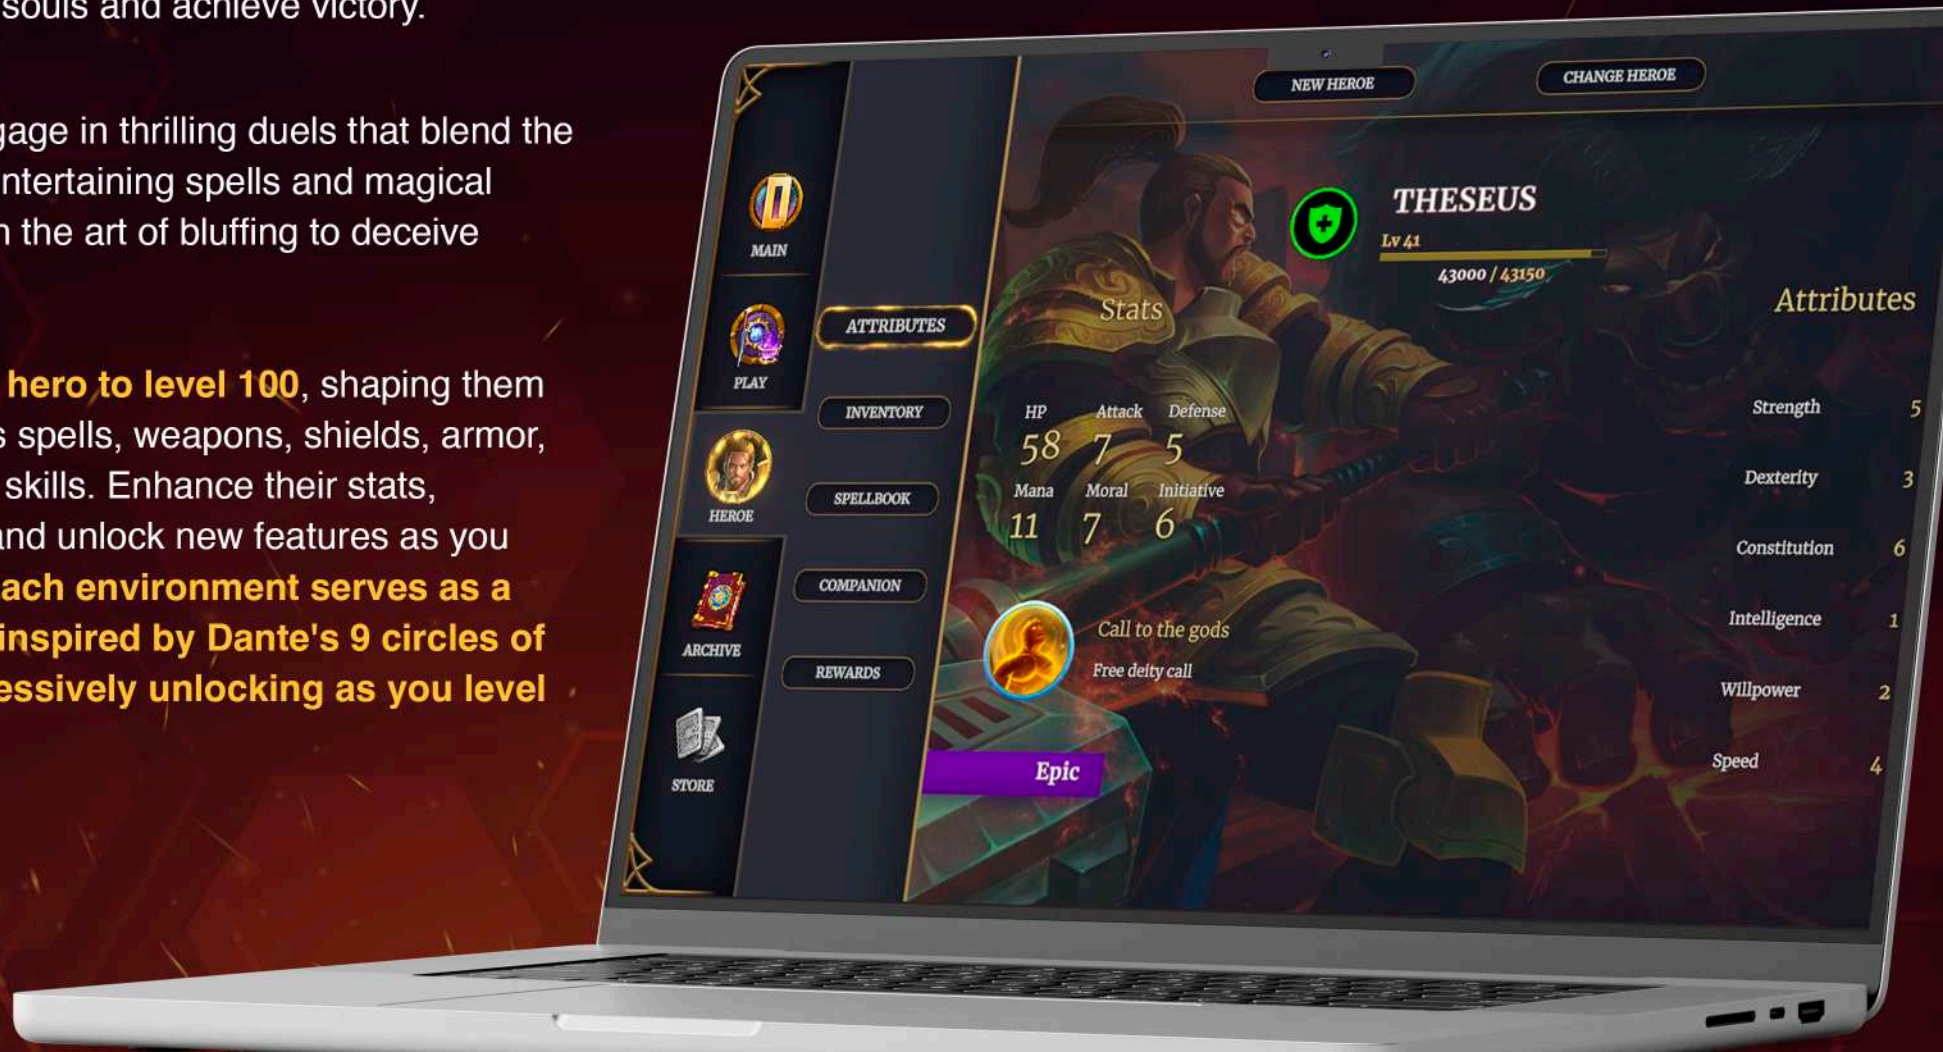 souls and achieve victory.
gage in thrilling duels that blend the
ntertaining spells and magical
n the art of bluffing to deceive
hero to level 100, shaping them
s spells, weapons, shields, armor,
skills. Enhance their stats,
and unlock new features as you
ach environment serves as a
inspired by Dante's 9 circles of
essively unlocking as you level
NEW HEROE
CHANGE HEROE
MAIN
PLAY
HEROE
ARCHIVE
STORE
ATTRIBUTES
INVENTORY
SPELLBOOK
COMPANION
REWARDS
THESEUS
Lv 41
43000 / 43150
Stats
HP Attack Defense
58 7 5
Mana Moral Initiative
11 7 6
Call to the gods
Free deity call
Epic
Attributes
Strength 5
Dexterity 3
Constitution 6
Intelligence 1
Willpower 2
Speed 4